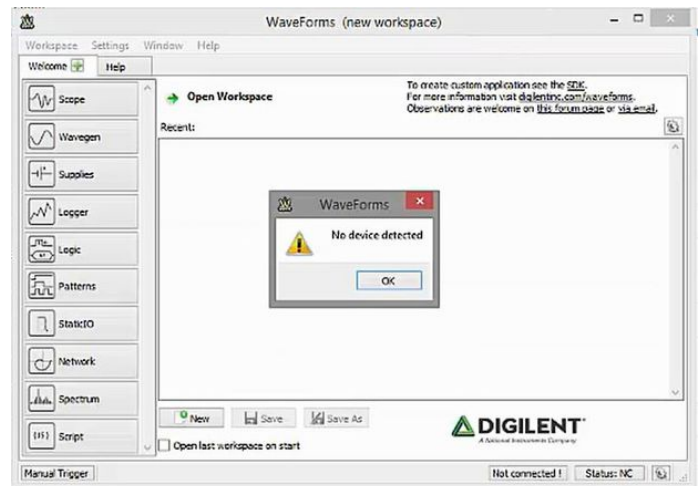 WaveForms (new workspace)
Workspace Settings Window Help
Welcome Help
Scope
Wavegen
Supplies
Logger
Logic
Patterns
StaticIO
Network
Spectrum
Script
Open Workspace
To create custom application see the SDK.
For more information visit digilentinc.com/waveforms.
Observations are welcome on this forum page or via email.
Recent:
WaveForms
No device detected
OK
New Save Save As
Open last workspace on start
DIGILENT
A National Instruments Company
Manual Trigger Not connected ! Status: NC